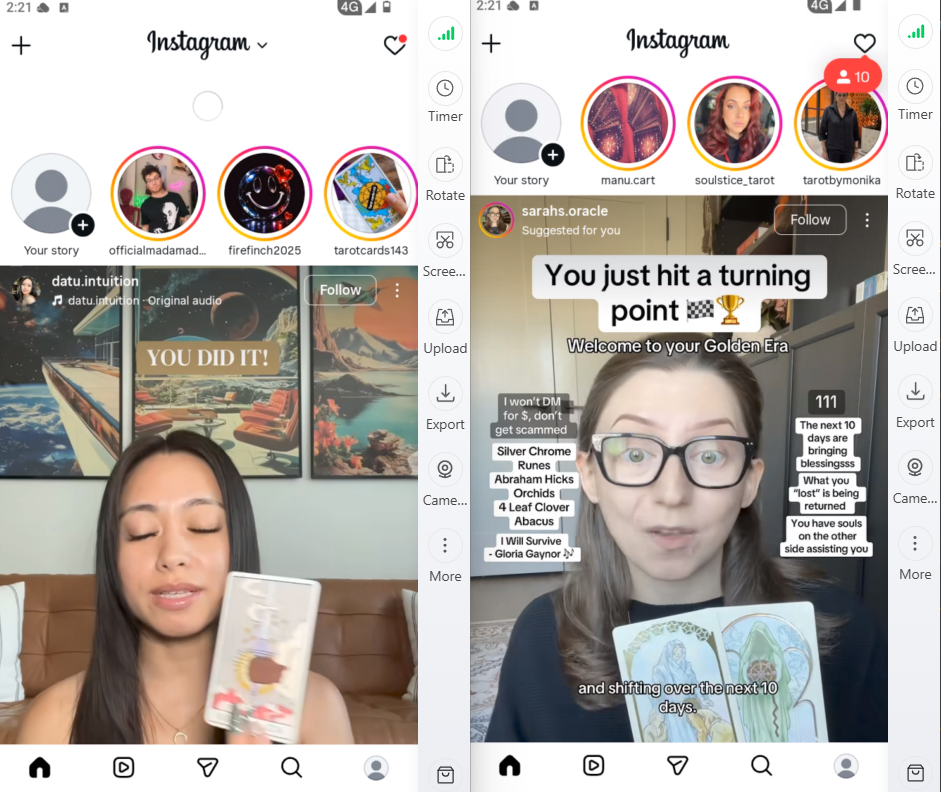 2:21
4G
Instagram
Your story
officialmadamad...
firefinch2025
tarotcards143
datu.intuition
datu.intuition · Original audio
Follow
YOU DID IT!
Timer
Rotate
Scree...
Upload
Export
Came...
More
2:21
4G
Instagram
10
Your story
manu.cart
soulstice_tarot
tarotbymonika
sarahs.oracle
Suggested for you
Follow
You just hit a turning
point 🏁🏆
Welcome to your Golden Era
I won't DM
for $, don't
get scammed
Silver Chrome
Runes
Abraham Hicks
Orchids
4 Leaf Clover
Abacus
I Will Survive
- Gloria Gaynor 🎶
111
The next 10
days are
bringing
blessingsss
What you
"lost" is being
returned
You have souls
on the other
side assisting you
and shifting over the next 10
days.
Timer
Rotate
Scree...
Upload
Export
Came...
More